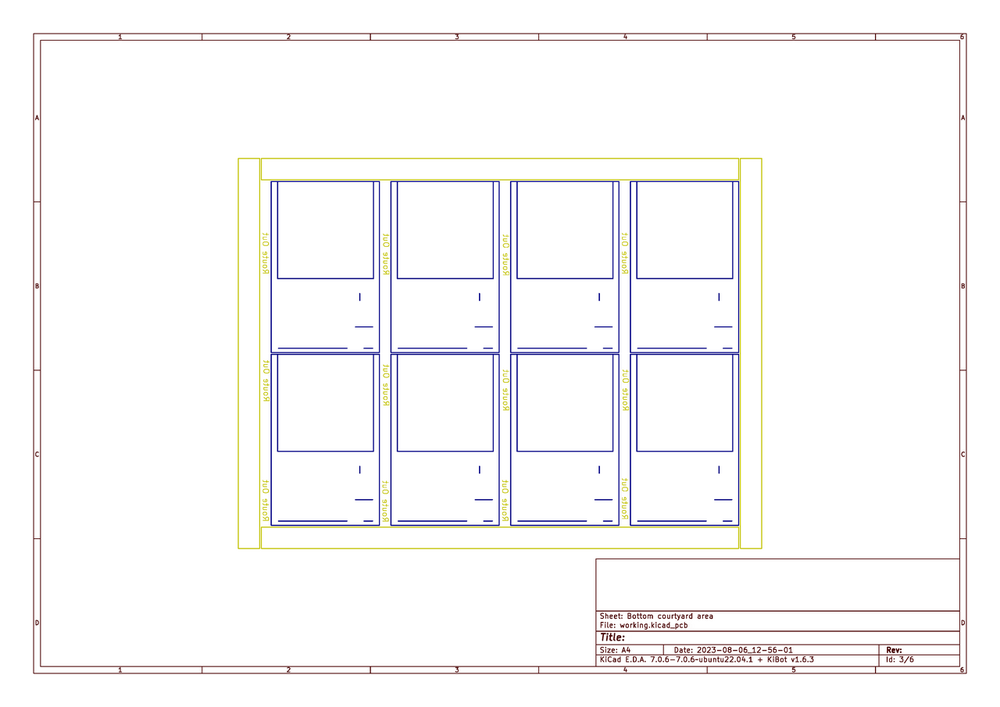 1 2 3 4 5 6
A A
Route Out Route Out Route Out Route Out
B B
Route Out Route Out Route Out Route Out
C C
Route Out Route Out Route Out Route Out
D D
Sheet: Bottom courtyard area
File: working.kicad_pcb
Title:
Size: A4 Date: 2023-08-06_12-56-01 Rev:
KiCad E.D.A. 7.0.6-7.0.6-ubuntu22.04.1 + KiBot v1.6.3 Id: 3/6
1 2 3 4 5 6